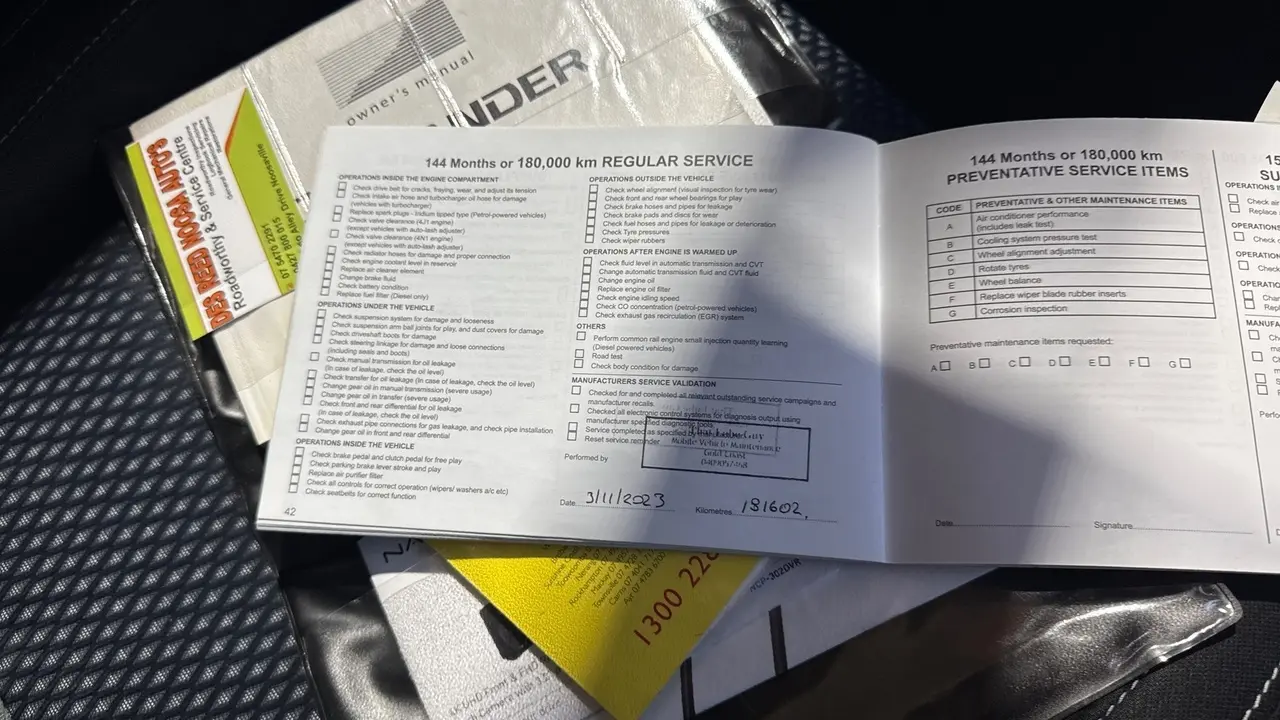 owner's manual
NDER
DES REED NOOSA AUTO'S
Roadworthy & Service Centre
07 5472 2291
Alley Drive Noosaville
144 Months or 180,000 km REGULAR SERVICE
OPERATIONS INSIDE THE ENGINE COMPARTMENT
Check drive belt for cracks, fraying, wear, and adjust its tension
Check intake air hose and turbocharger oil hose for damage
(vehicles with turbocharger)
Replace spark plugs - Iridium tipped type (Petrol-powered vehicles)
Check valve clearance (4J1 engine)
(except vehicles with auto-lash adjuster)
Check valve clearance (4N1 engine)
(except vehicles with auto-lash adjuster)
Check radiator hoses for damage and proper connection
Check engine coolant level in reservoir
Replace air cleaner element
Change brake fluid
Check battery condition
Replace fuel filter (Diesel only)
OPERATIONS UNDER THE VEHICLE
Check suspension system for damage and looseness
Check suspension arm ball joints for play, and dust covers for damage
Check driveshaft boots for damage
Check steering linkage for damage and loose connections
(including seals and boots)
Check manual transmission for oil leakage
(In case of leakage, check the oil level)
Check transfer for oil leakage (In case of leakage, check the oil level)
Change gear oil in manual transmission (severe usage)
Change gear oil in transfer (severe usage)
Check front and rear differential for oil leakage
(In case of leakage, check the oil level)
Check exhaust pipe connections for gas leakage, and check pipe installation
Change gear oil in front and rear differential
OPERATIONS INSIDE THE VEHICLE
Check brake pedal and clutch pedal for free play
Check parking brake lever stroke and play
Replace air purifier filter
Check all controls for correct operation (wipers/ washers a/c etc)
Check seatbelts for correct function
42
OPERATIONS OUTSIDE THE VEHICLE
Check wheel alignment (visual inspection for tyre wear)
Check front and rear wheel bearings for play
Check brake hoses and pipes for leakage
Check brake pads and discs for wear
Check fuel hoses and pipes for leakage or deterioration
Check Tyre pressures
Check wiper rubbers
OPERATIONS AFTER ENGINE IS WARMED UP
Check fluid level in automatic transmission and CVT
Change automatic transmission fluid and CVT fluid
Change engine oil
Replace engine oil filter
Check engine idling speed
Check CO concentration (petrol-powered vehicles)
Check exhaust gas recirculation (EGR) system
OTHERS
Perform common rail engine small injection quantity learning
(Diesel powered vehicles)
Road test
Check body condition for damage
MANUFACTURERS SERVICE VALIDATION
Checked for and completed all relevant outstanding service campaigns and
manufacturer recalls.
Checked all electronic control systems for diagnosis output using
manufacturer specified diagnostic tools
Service completed as specified by
Reset service reminder
Mobile Vehicle Maintenance
Gold Coast
Performed by
Date 3/11/2023 Kilometres 181602.
144 Months or 180,000 km
PREVENTATIVE SERVICE ITEMS
CODE PREVENTATIVE & OTHER MAINTENANCE ITEMS
A Air conditioner performance
(includes leak test)
B Cooling system pressure test
C Wheel alignment adjustment
D Rotate tyres
E Wheel balance
F Replace wiper blade rubber inserts
G Corrosion inspection
Preventative maintenance items requested:
A B C D E F G
Date Signature
1300 22